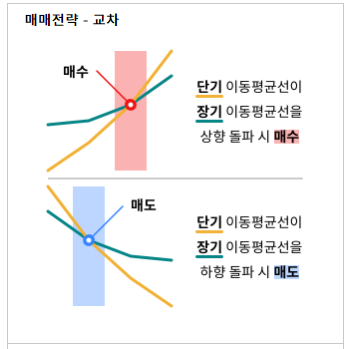 매매전략 - 교차
매수
단기 이동평균선이
장기 이동평균선을
상향 돌파 시 매수
매도
단기 이동평균선이
장기 이동평균선을
하향 돌파 시 매도